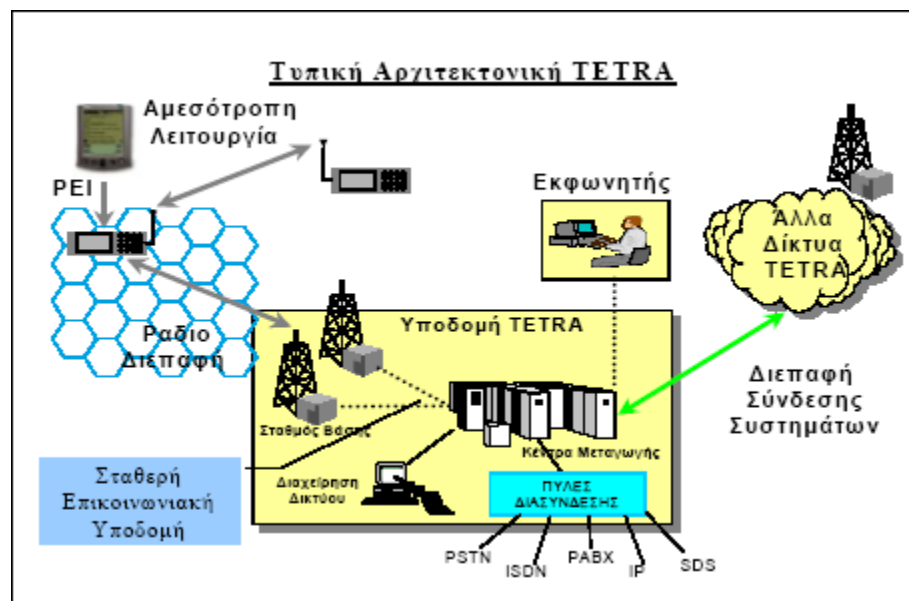 Τυπική Αρχιτεκτονική TETRA
Αμεσότροπη
Λειτουργία
PEI
Εκφωνητής
Άλλα
Δίκτυα
TETRA
Υποδομή TETRA
Ραδιο
Διεπαφή
Διεπαφή
Σύνδεσης
Συστημάτων
Σταθμός Βάσης
Κέντρα Μεταγωγής
Σταθερή
Επικοινωνιακή
Υποδομή
Διαχείρηση
Δικτύου
ΠΥΛΕΣ
ΔΙΑΣΥΝΔΕΣΗΣ
PSTN
ISDN
PABX
IP
SDS